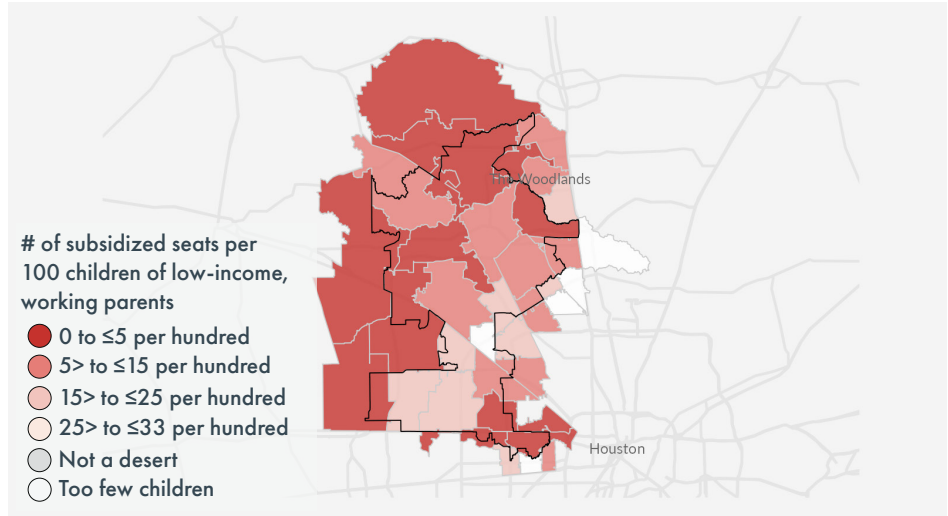 The Woodlands
# of subsidized seats per
100 children of low-income,
working parents
0 to ≤5 per hundred
5> to ≤15 per hundred
15> to ≤25 per hundred
25> to ≤33 per hundred
Not a desert
Too few children
Houston